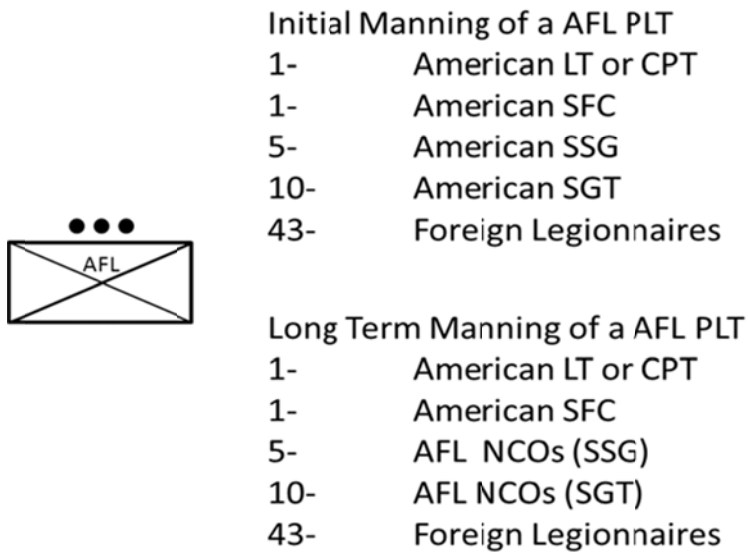 Initial Manning of a AFL PLT
1- American LT or CPT
1- American SFC
5- American SSG
10- American SGT
43- Foreign Legionnaires
AFL
Long Term Manning of a AFL PLT
1- American LT or CPT
1- American SFC
5- AFL NCOs (SSG)
10- AFL NCOs (SGT)
43- Foreign Legionnaires